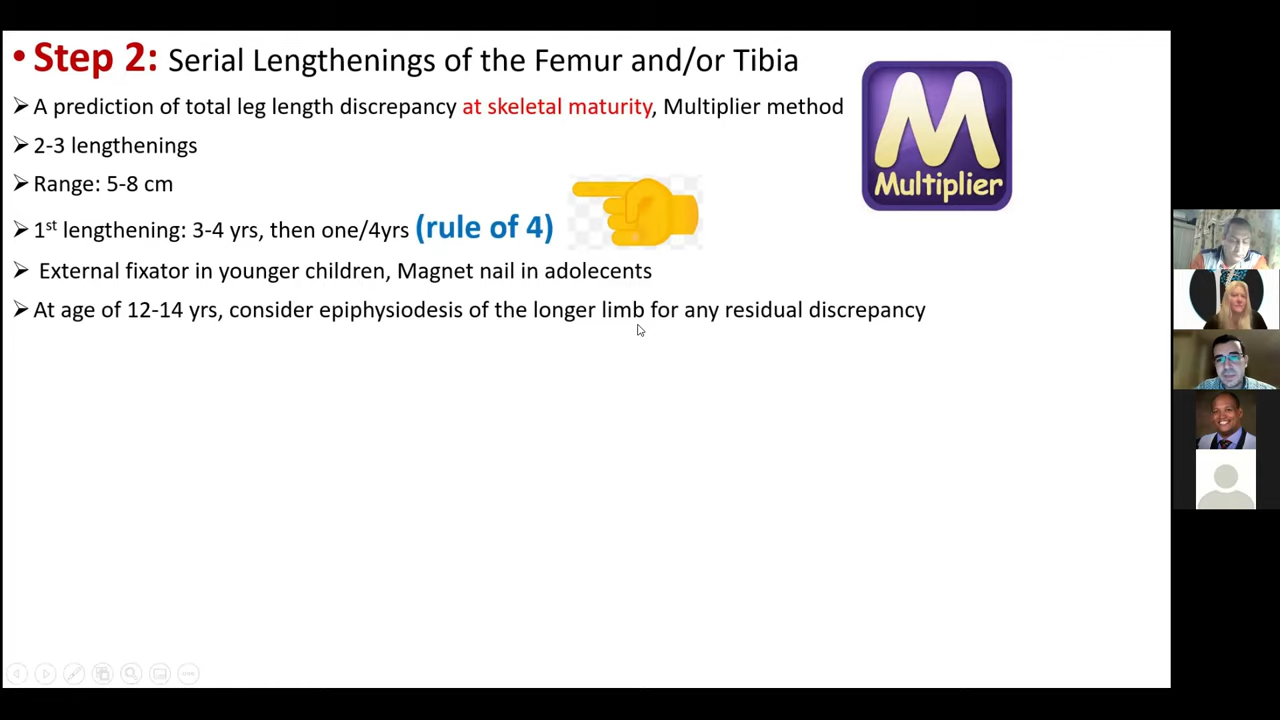 • Step 2: Serial Lengthenings of the Femur and/or Tibia
➢ A prediction of total leg length discrepancy at skeletal maturity, Multiplier method
➢ 2-3 lengthenings
➢ Range: 5-8 cm
➢ 1st lengthening: 3-4 yrs, then one/4yrs (rule of 4)
➢ External fixator in younger children, Magnet nail in adolecents
➢ At age of 12-14 yrs, consider epiphysiodesis of the longer limb for any residual discrepancy
M
Multiplier